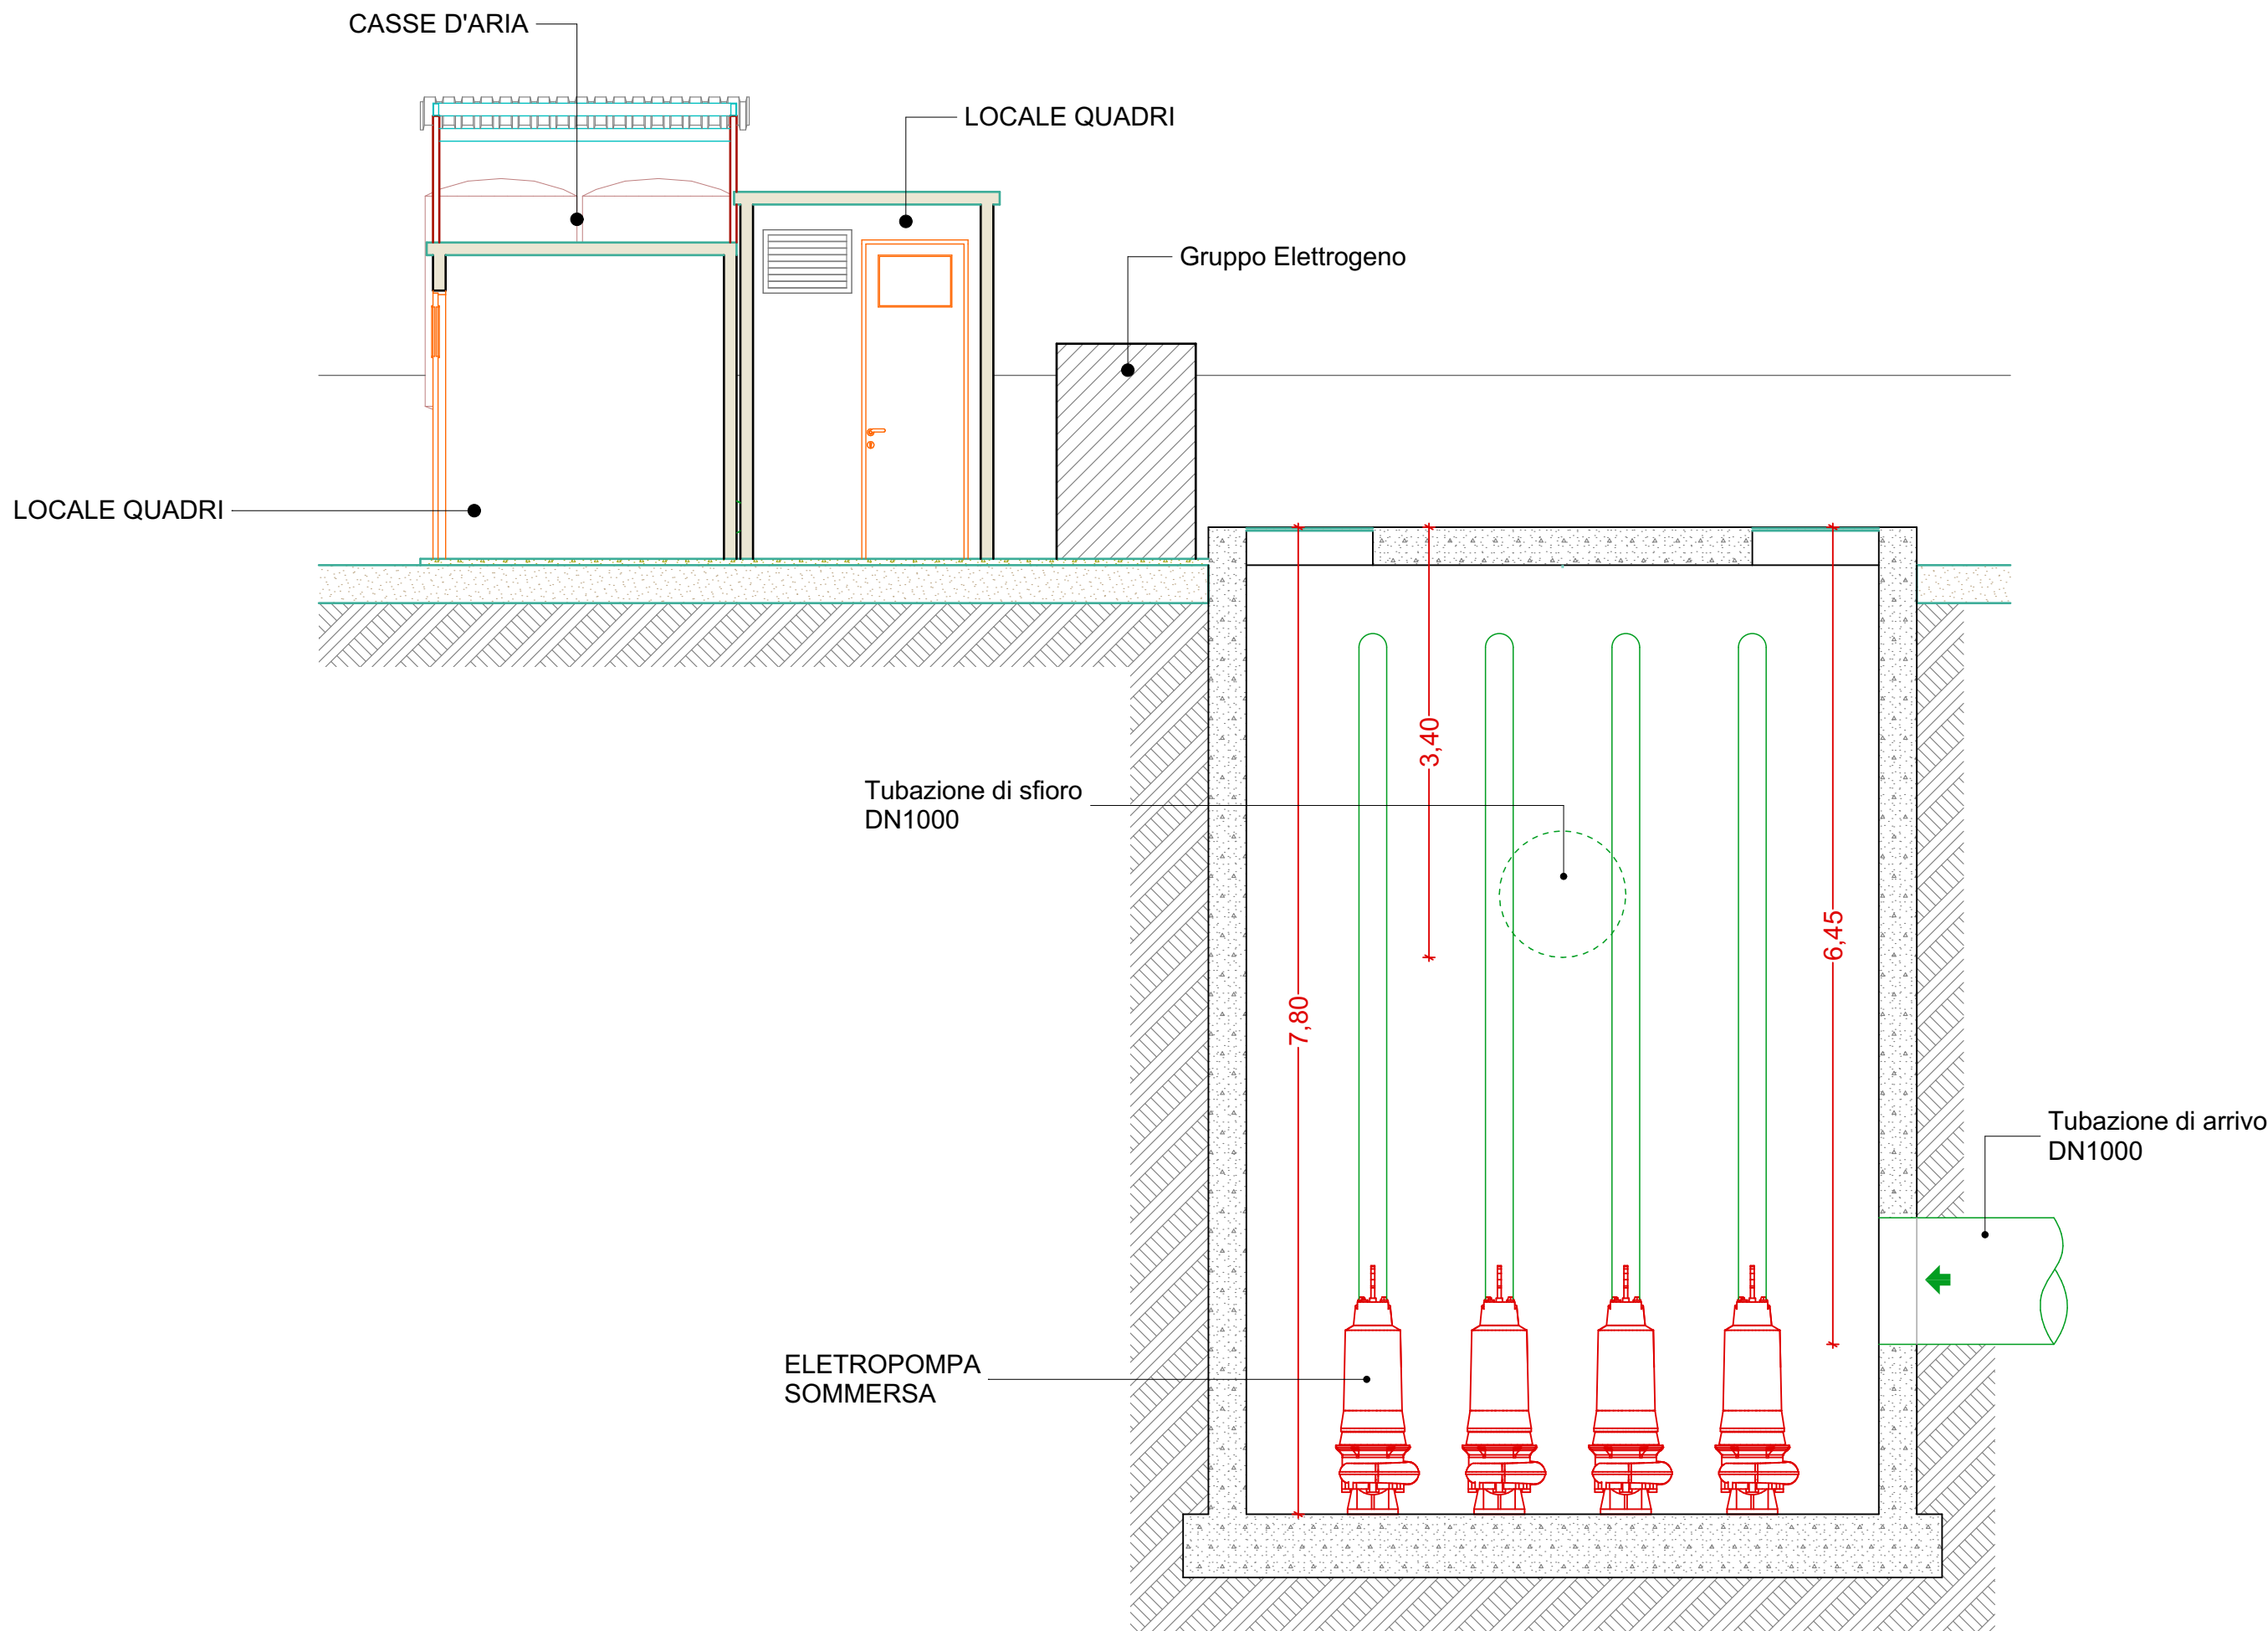 CASSE D'ARIA
LOCALE QUADRI
Gruppo Elettrogeno
LOCALE QUADRI
3,40
Tubazione di sfioro
DN1000
6,45
7,80
Tubazione di arrivo
DN1000
ELETROPOMPA
SOMMERSA